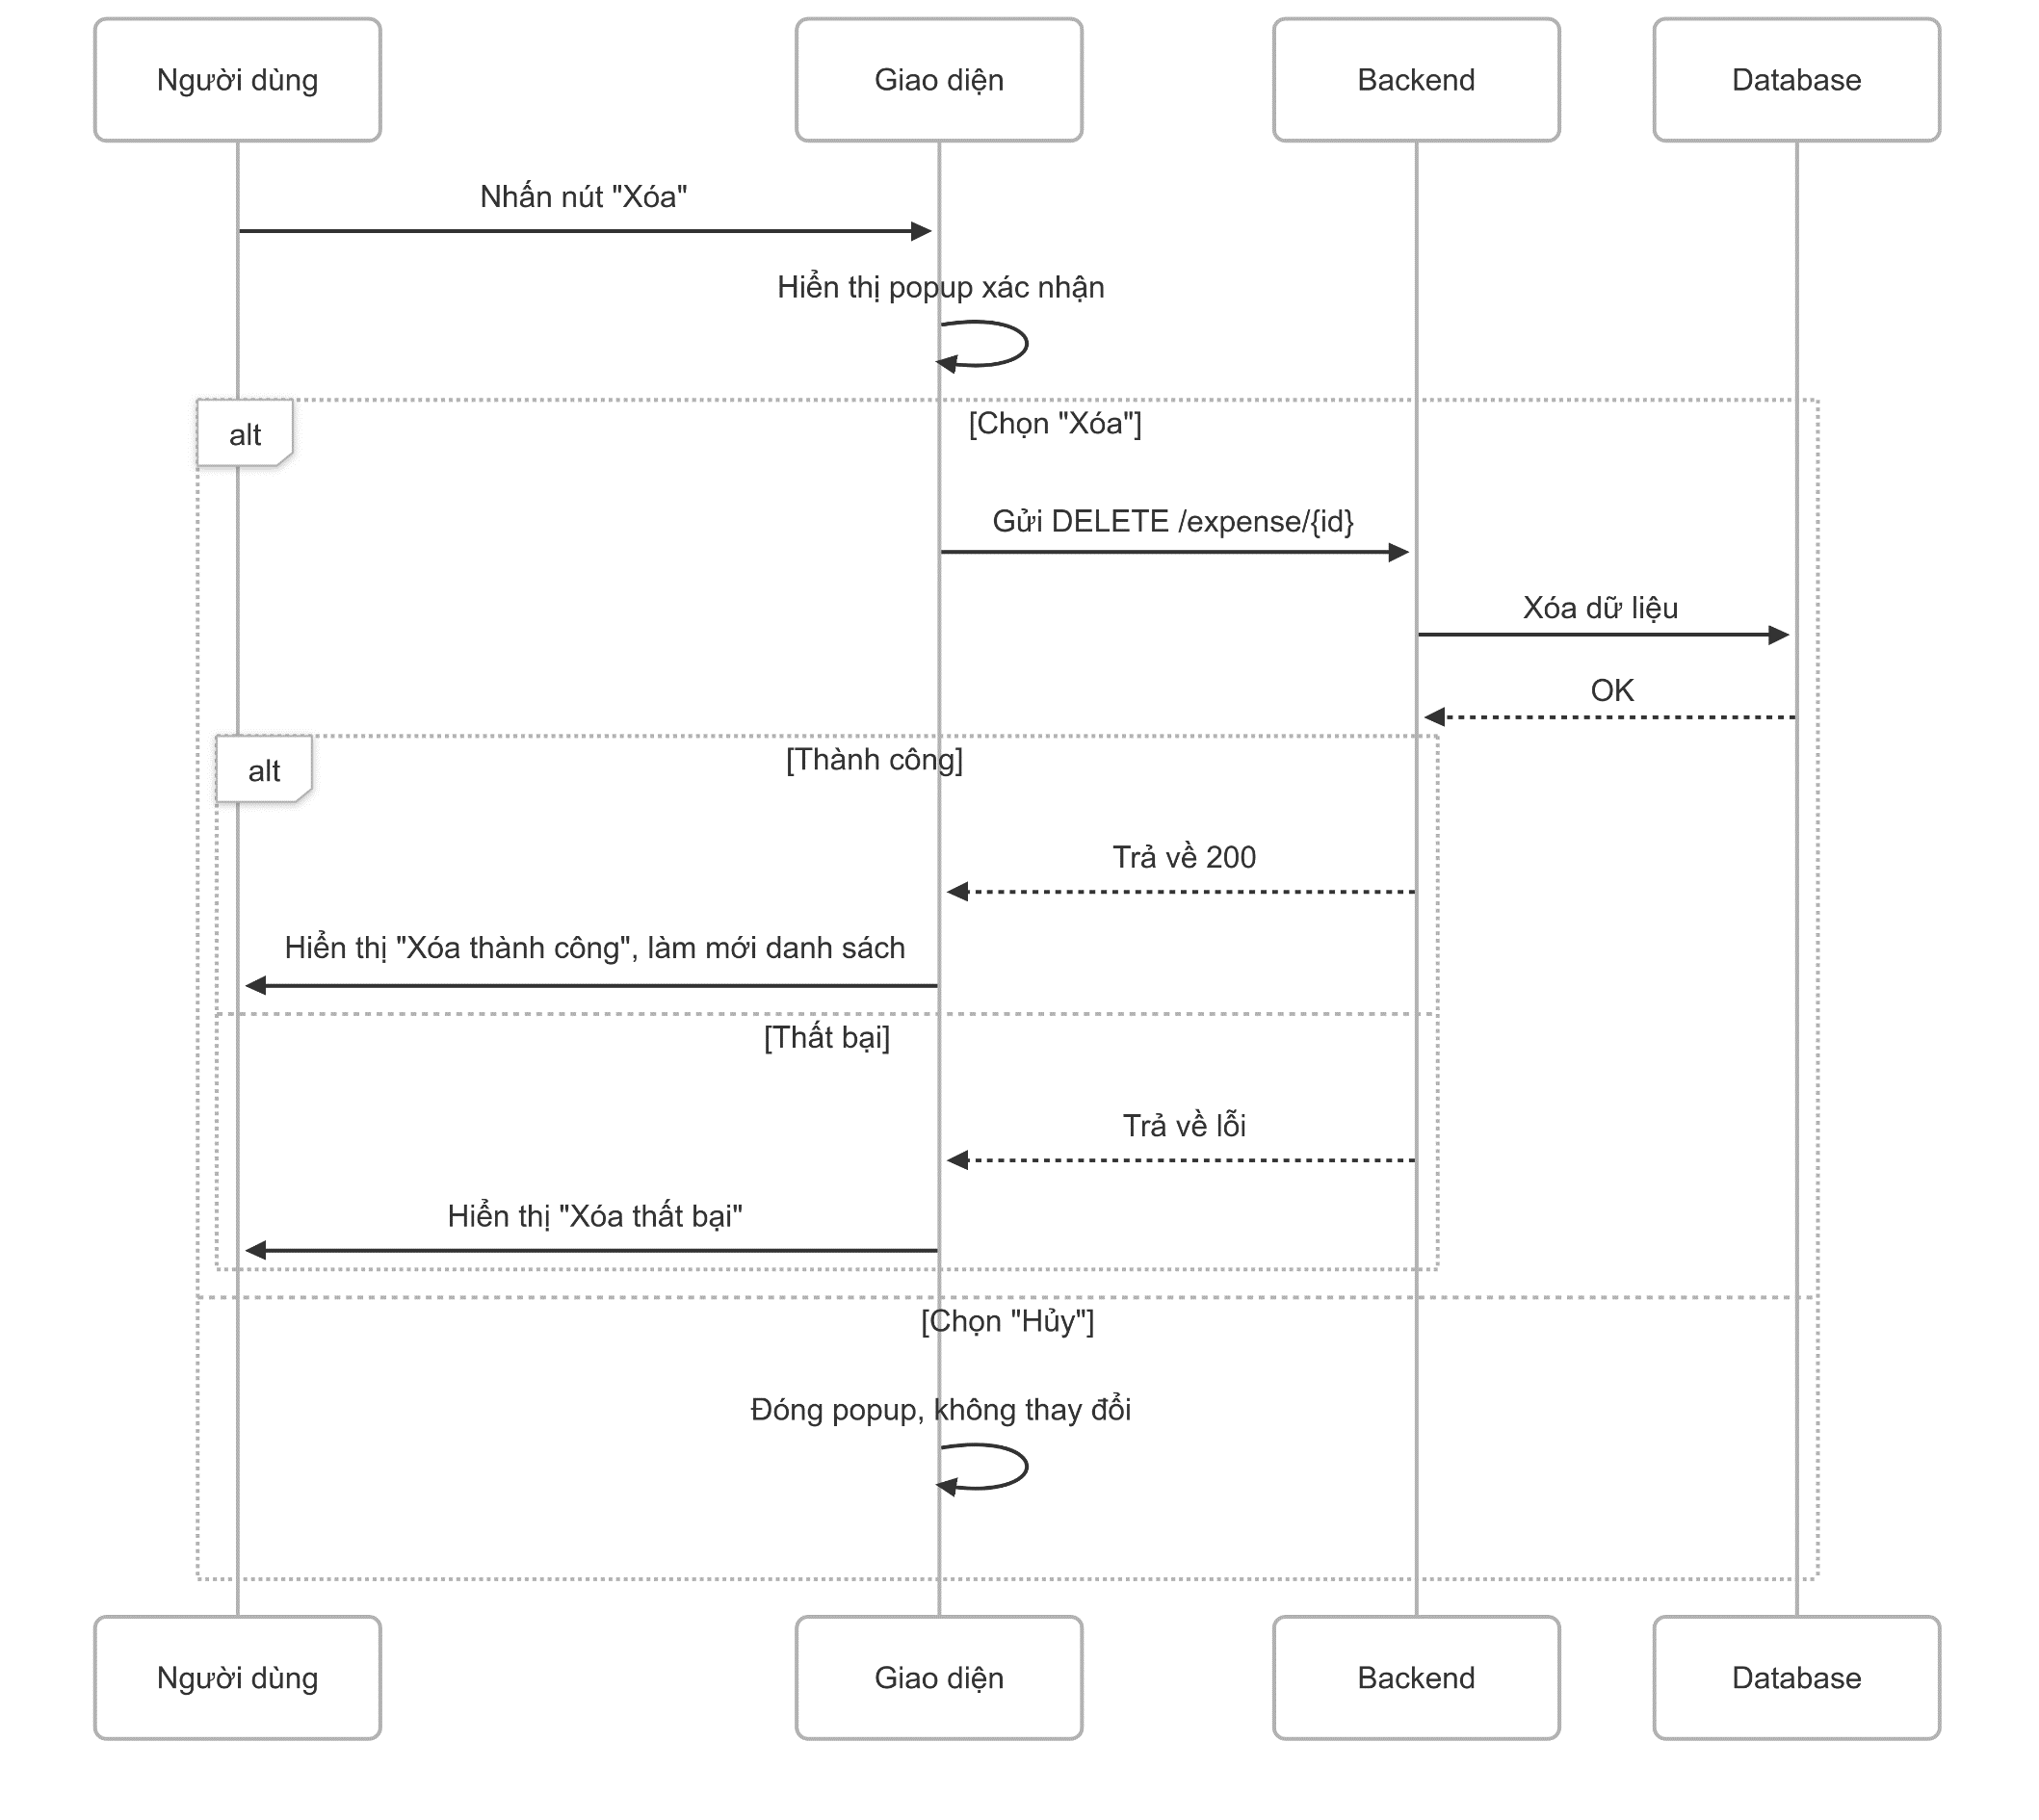 Người dùng
Giao diện
Backend
Database
Nhấn nút "Xóa"
Hiển thị popup xác nhận
alt
[Chọn "Xóa"]
Gửi DELETE /expense/{id}
Xóa dữ liệu
OK
alt
[Thành công]
Trả về 200
Hiển thị "Xóa thành công", làm mới danh sách
[Thất bại]
Trả về lỗi
Hiển thị "Xóa thất bại"
[Chọn "Hủy"]
Đóng popup, không thay đổi
Người dùng
Giao diện
Backend
Database